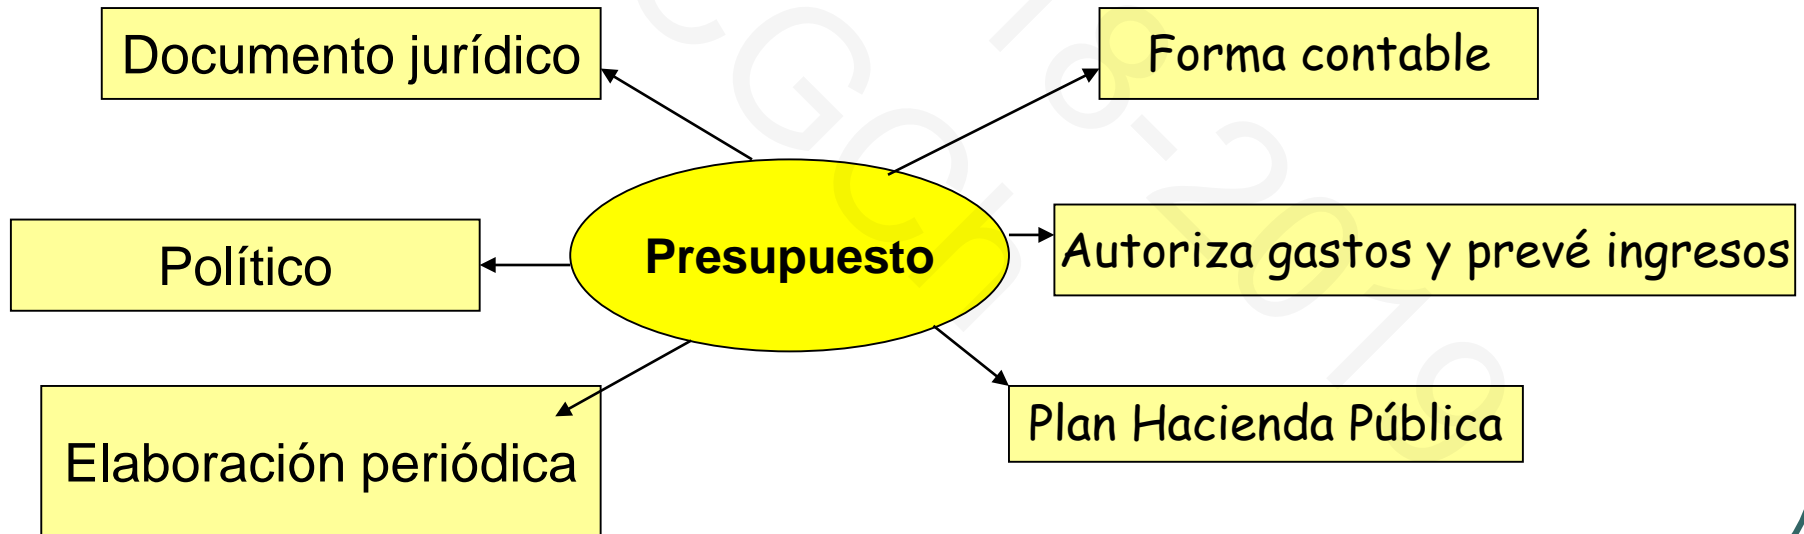 Documento jurídico
Forma contable
Político
Presupuesto
Autoriza gastos y prevé ingresos
Elaboración periódica
Plan Hacienda Pública